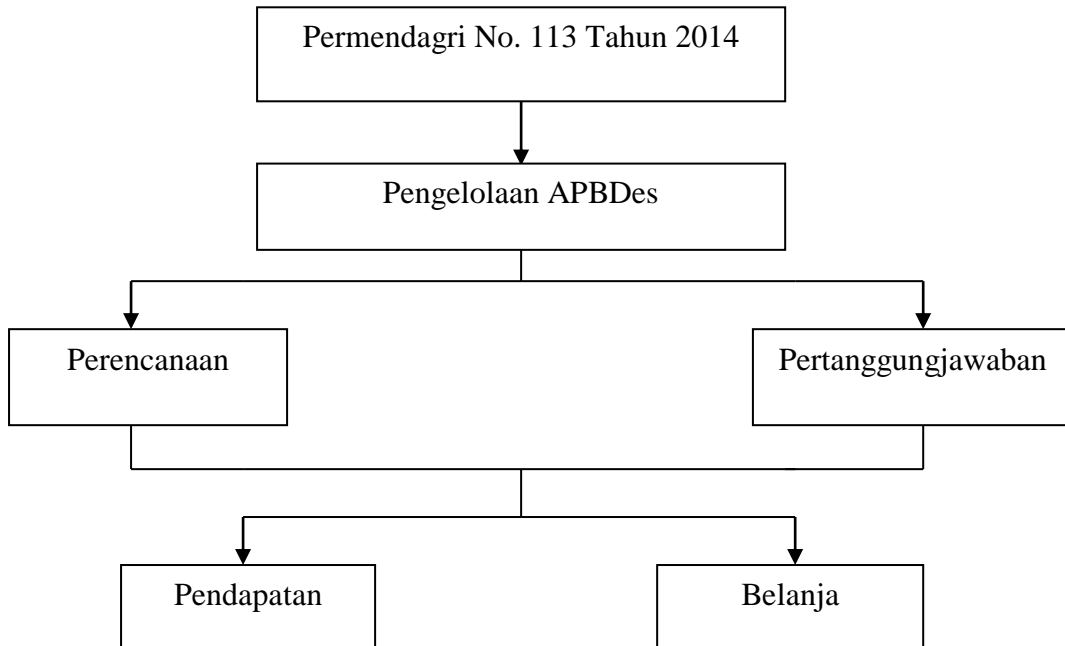 Permendagri No. 113 Tahun 2014
Pengelolaan APBDes
Perencanaan
Pertanggungjawaban
Pendapatan
Belanja